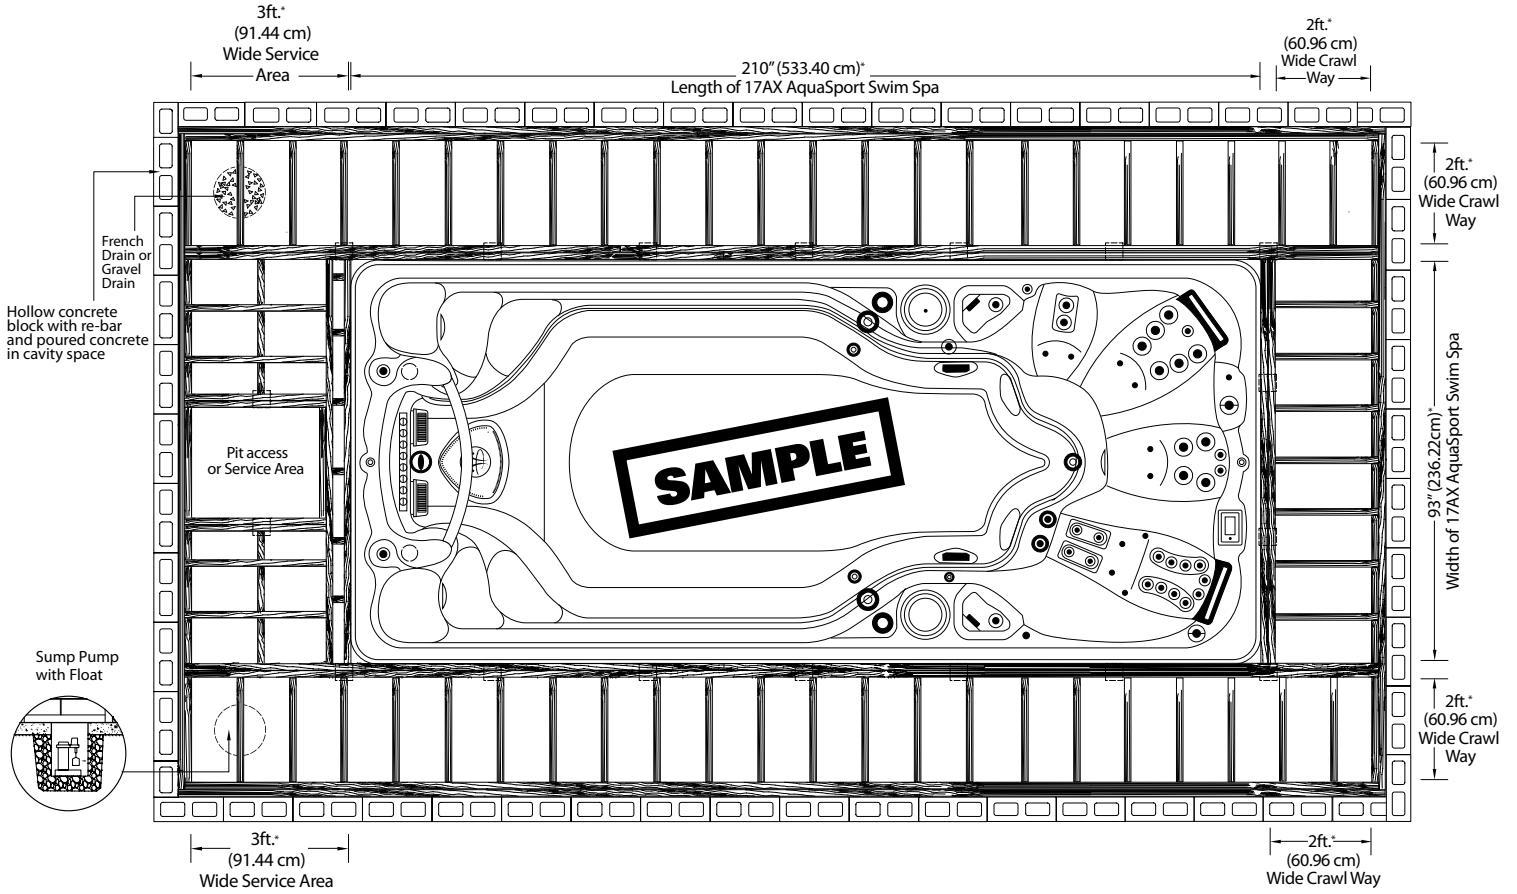 3ft.*
(91.44 cm)
Wide Service
Area
2ft.*
(60.96 cm)
Wide Crawl
Way
210” (533.40 cm)*
Length of 17AX AquaSport Swim Spa
2ft.*
(60.96 cm)
Wide Crawl
Way
French
Drain or
Gravel
Drain
Hollow concrete
block with re-bar
and poured concrete
in cavity space
Pit access
or Service Area
SAMPLE
93” (236.22cm)*
Width of 17AX AquaSport Swim Spa
Sump Pump
with Float
2ft.*
(60.96 cm)
Wide Crawl
Way
3ft.*
(91.44 cm)
Wide Service Area
2ft.*
(60.96 cm)
Wide Crawl Way